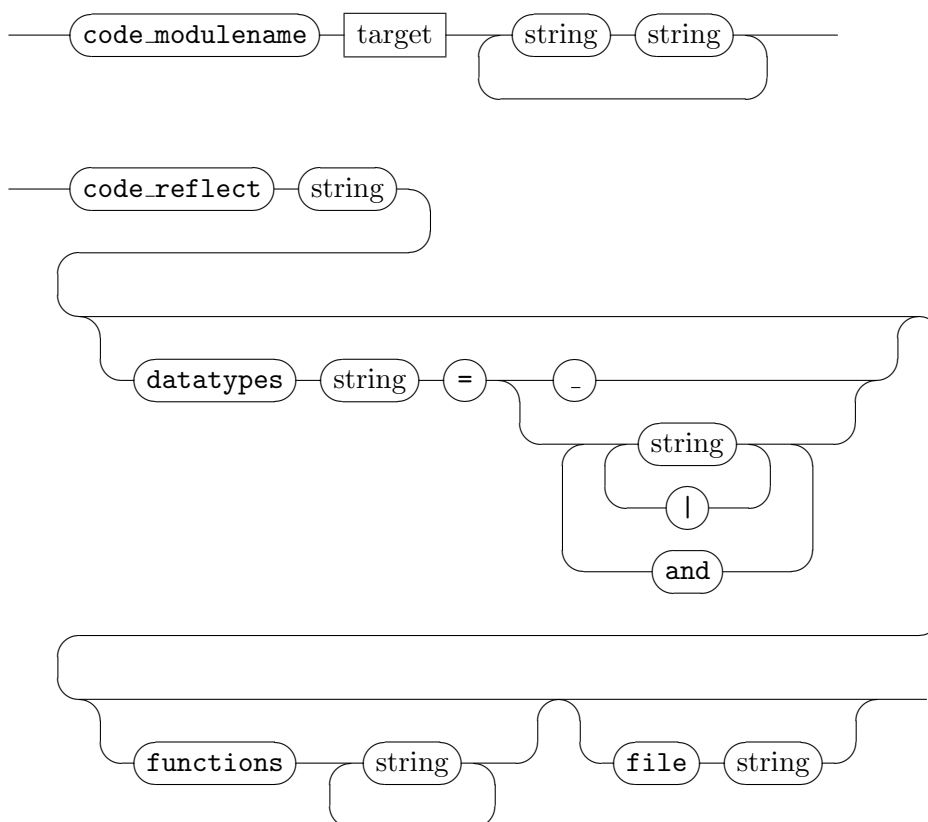 code_modulename target string string
code_reflect string
datatypes string = _
string
|
and
functions string file string